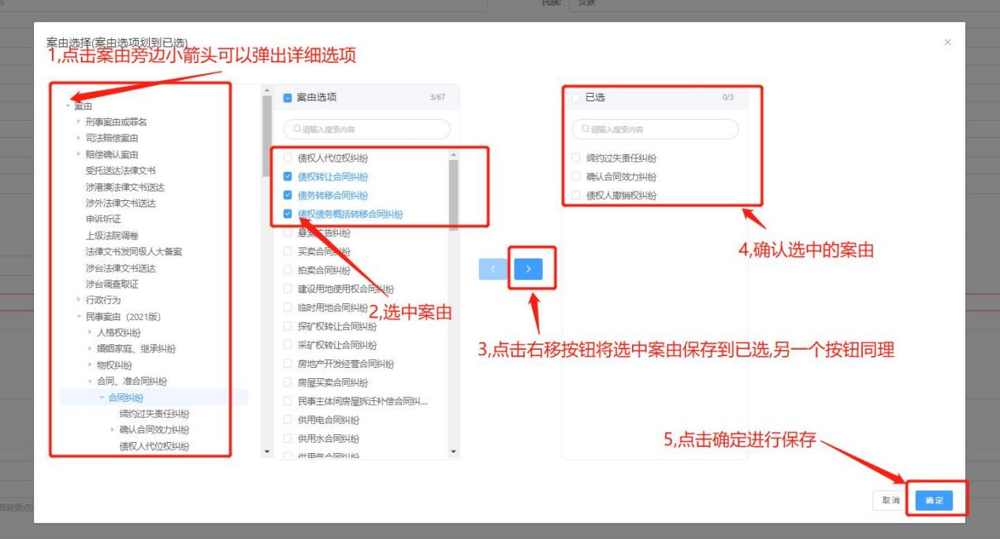 民族:
汉族
案由选择(案由选项划到已选)
1,点击案由旁边小箭头可以弹出详细选项
案由
刑事案由或罪名
司法赔偿案由
赔偿确认案由
受托送达法律文书
涉港澳法律文书送达
涉外法律文书送达
申诉听证
上级法院调卷
法律文书发同级人大备案
涉台法律文书送达
涉台调查取证
行政行为
民事案由（2021版）
人格权纠纷
婚姻家庭、继承纠纷
物权纠纷
合同、准合同纠纷
合同纠纷
缔约过失责任纠纷
确认合同效力纠纷
债权人代位权纠纷
案由选项 3/67
请输入搜索内容
债权人代位权纠纷
债权转让合同纠纷
债务转移合同纠纷
债权债务概括转移合同纠纷
悬赏广告纠纷
买卖合同纠纷
拍卖合同纠纷
建设用地使用权合同纠纷
临时用地合同纠纷
探矿权转让合同纠纷
采矿权转让合同纠纷
房地产开发经营合同纠纷
房屋买卖合同纠纷
民事主体间房屋拆迁补偿合同纠...
供用电合同纠纷
供用水合同纠纷
供用气合同纠纷
2,选中案由
3,点击右移按钮将选中案由保存到已选,另一个按钮同理
已选 0/3
请输入搜索内容
缔约过失责任纠纷
确认合同效力纠纷
债权人撤销权纠纷
4,确认选中的案由
5,点击确定进行保存
取消
确定